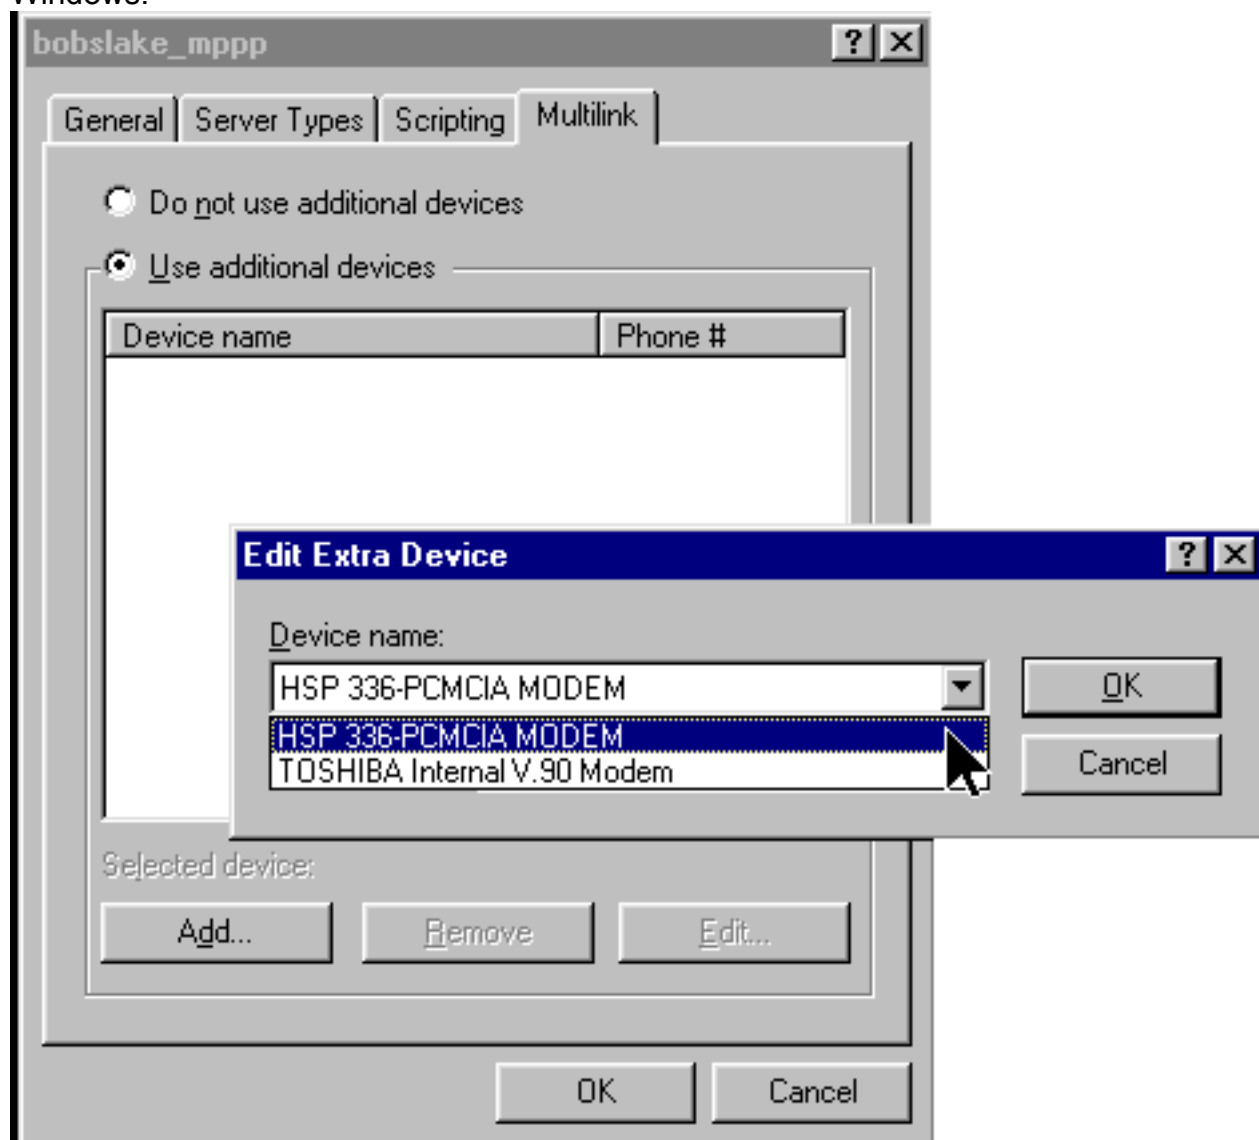 Windows.
bobslake_mppp
General Server Types Scripting Multilink
Do not use additional devices
Use additional devices
Device name Phone #
Edit Extra Device
Device name:
HSP 336-PCMCIA MODEM
OK
HSP 336-PCMCIA MODEM
TOSHIBA Internal V.90 Modem
Cancel
Selected device:
Add... Remove Edit...
OK Cancel